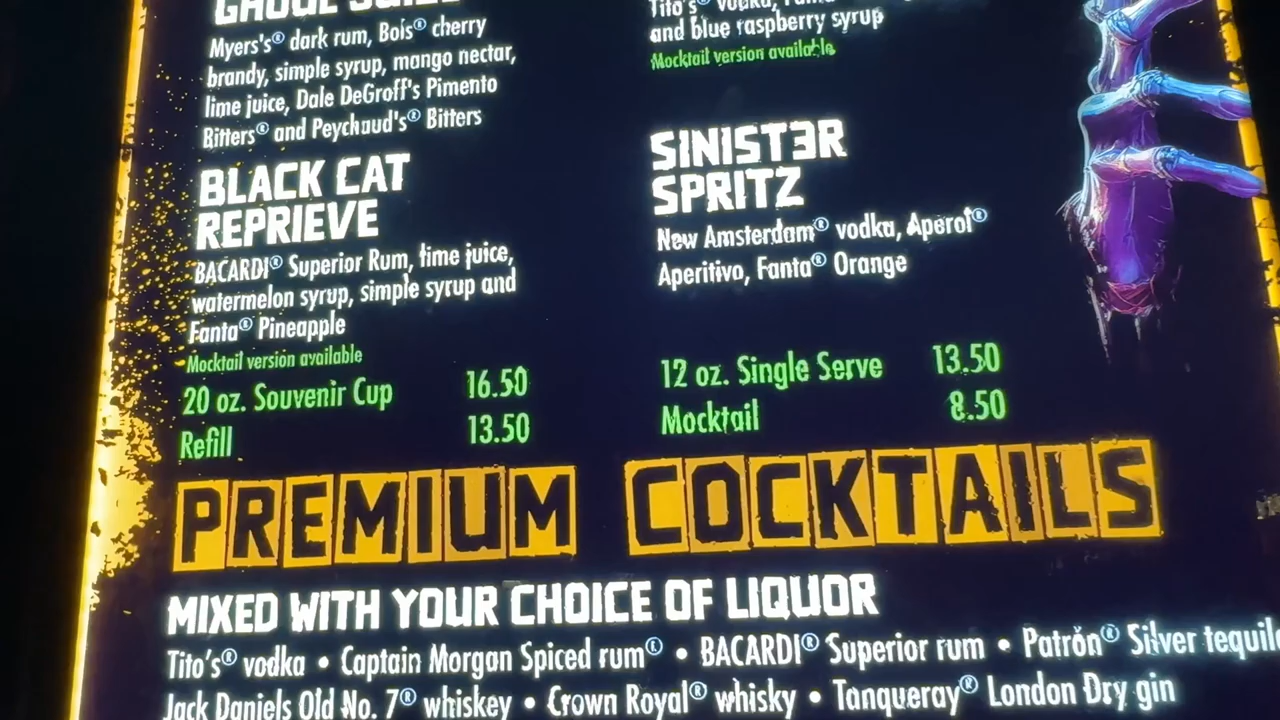 Myers's® dark rum, Bols® cherry
brandy, simple syrup, mango nectar,
lime juice, Dale DeGroff's Pimento
Bitters® and Peychaud's® Bitters
BLACK CAT
REPRIEVE
BACARDI® Superior Rum, lime juice,
watermelon syrup, simple syrup and
Fanta® Pineapple
Mocktail version available
20 oz. Souvenir Cup 16.50
Refill 13.50
Tito's® vodka,
and blue raspberry syrup
Mocktail version available
SINISTER
SPRITZ
New Amsterdam® vodka, Aperol®
Aperitivo, Fanta® Orange
12 oz. Single Serve 13.50
Mocktail 8.50
PREMIUM COCKTAILS
MIXED WITH YOUR CHOICE OF LIQUOR
Tito's® vodka • Captain Morgan Spiced rum® • BACARDI® Superior rum • Patrón® Silver tequil
Jack Daniels Old No. 7® whiskey • Crown Royal® whisky • Tanqueray® London Dry gin